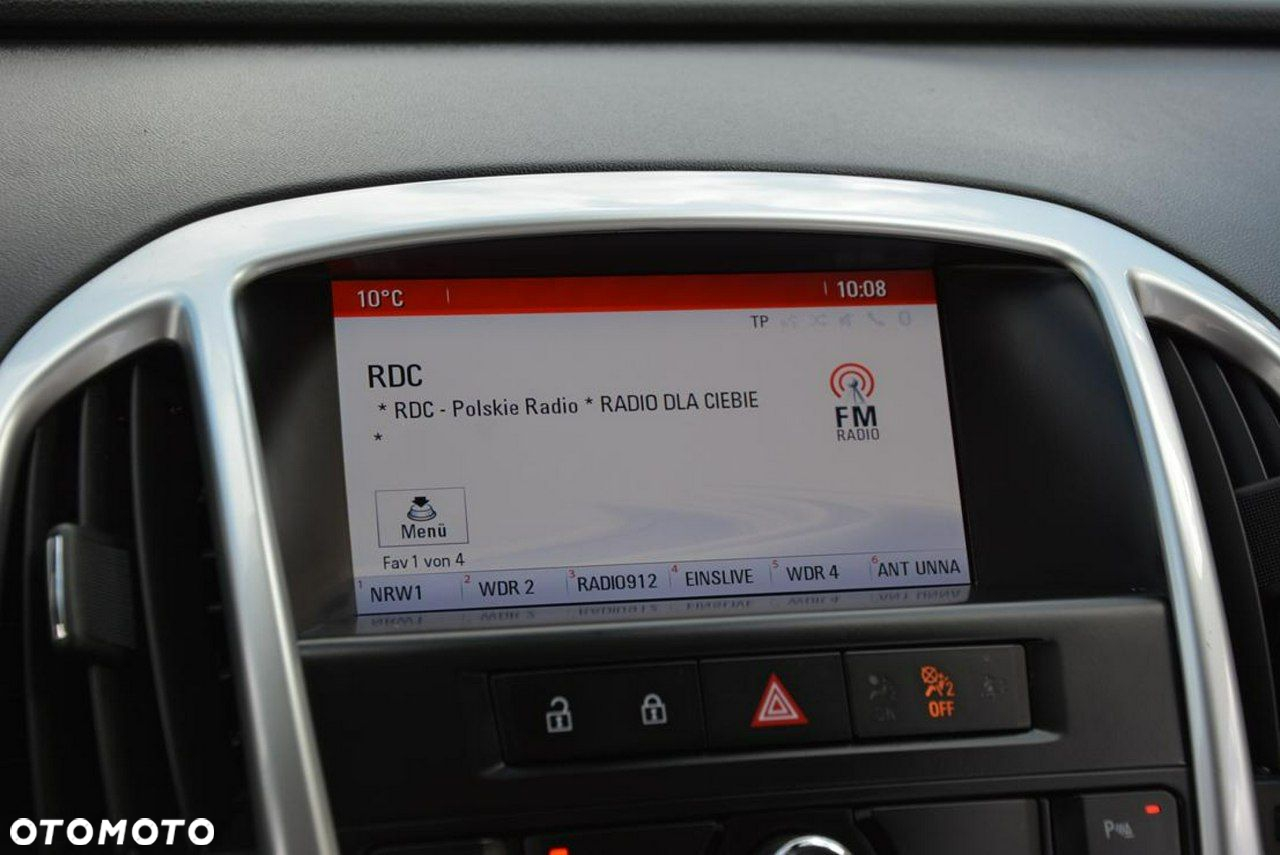 10°C 10:08
TP
RDC
* RDC - Polskie Radio * RADIO DLA CIEBIE
*
FM
RADIO
Menü
Fav 1 von 4
1 NRW1 2 WDR 2 3 RADIO912 4 EINSLIVE 5 WDR 4 6 ANT UNNA
2
OFF
P
OTOMOTO